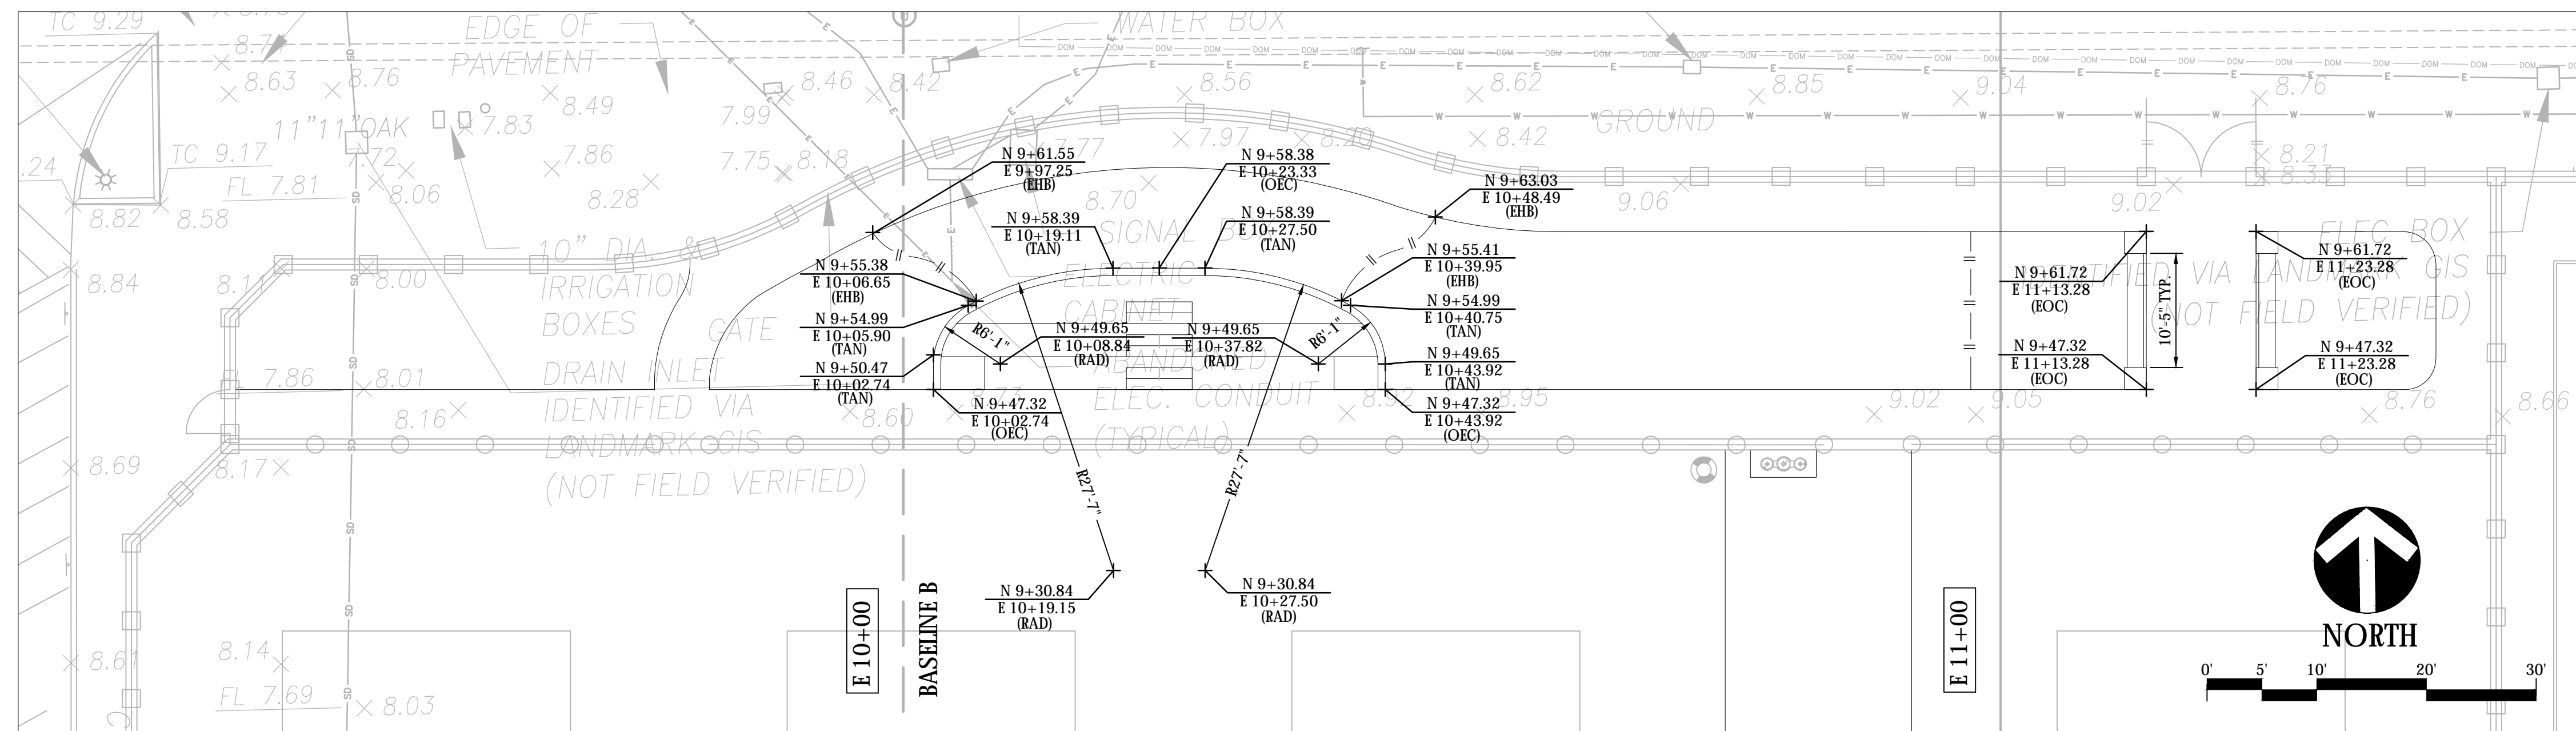 TC 9.29
EDGE OF
PAVEMENT
WATER BOX
8.63
8.76
8.49
8.46
8.42
8.56
8.62
8.85
9.04
8.76
11"11"OAK
7.83
7.99
7.97
8.20
8.42
GROUND
.24
TC 9.17
FL 7.81
7.72
8.06
7.86
7.75
8.18
7.77
8.21
8.33
8.82
8.58
8.28
8.70
9.06
9.02
N 9+61.55
E 9+97.25
(EHB)
N 9+58.38
E 10+23.33
(OEC)
N 9+63.03
E 10+48.49
(EHB)
N 9+58.39
E 10+19.11
(TAN)
N 9+58.39
E 10+27.50
(TAN)
10" DIA. &
IRRIGATION
BOXES
GATE
SIGNAL BOX
ELECTRIC
CABINET
ELEC BOX
IDENTIFIED VIA LANDMARK GIS
(NOT FIELD VERIFIED)
8.84
8.11
8.00
N 9+55.38
E 10+06.65
(EHB)
N 9+55.41
E 10+39.95
(EHB)
N 9+61.72
E 11+13.28
(EOC)
10'-5" TYP.
N 9+61.72
E 11+23.28
(EOC)
N 9+54.99
E 10+05.90
(TAN)
R6'-1"
N 9+49.65
E 10+08.84
(RAD)
N 9+49.65
E 10+37.82
(RAD)
R6'-1"
N 9+54.99
E 10+40.75
(TAN)
N 9+50.47
E 10+02.74
(TAN)
N 9+49.65
E 10+43.92
(TAN)
N 9+47.32
E 11+13.28
(EOC)
N 9+47.32
E 11+23.28
(EOC)
7.86
8.01
DRAIN INLET
IDENTIFIED VIA
LANDMARK GIS
(NOT FIELD VERIFIED)
ABANDONED
ELEC. CONDUIT
(TYPICAL)
8.16
8.60
8.73
8.92
8.95
9.02
9.05
8.76
8.66
N 9+47.32
E 10+02.74
(OEC)
N 9+47.32
E 10+43.92
(OEC)
8.69
8.17
R27'-7"
R27'-7"
N 9+30.84
E 10+19.15
(RAD)
N 9+30.84
E 10+27.50
(RAD)
E 10+00
BASELINE B
E 11+00
NORTH
0' 5' 10' 20' 30'
8.61
8.14
FL 7.69
8.03